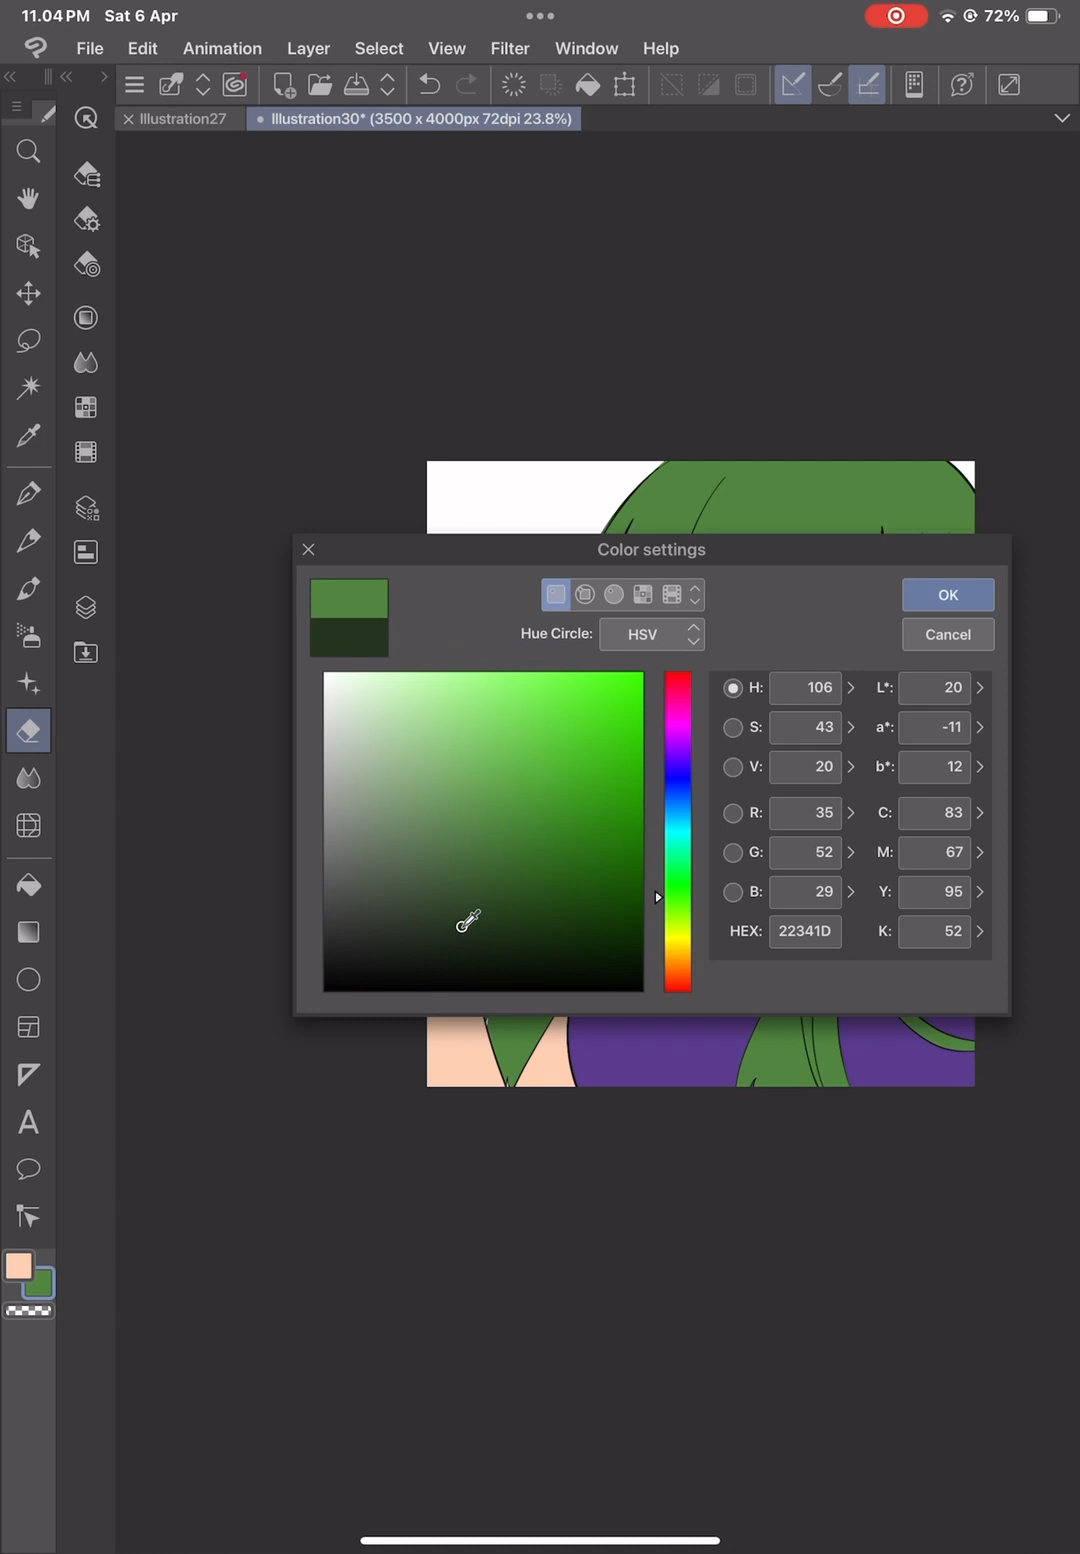 11.04 PM Sat 6 Apr 72%
File Edit Animation Layer Select View Filter Window Help
Illustration27 Illustration30* (3500 x 4000px 72dpi 23.8%)
Color settings
OK
Hue Circle: HSV Cancel
H: 106 L*: 20
S: 43 a*: -11
V: 20 b*: 12
R: 35 C: 83
G: 52 M: 67
B: 29 Y: 95
HEX: 22341D K: 52
A